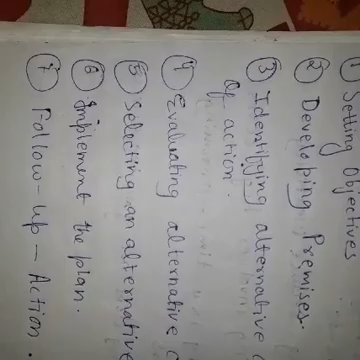 ① Setting Objectives
② Developing Premises.
③ Identifying alternative
of action.
④ Evaluating alternative
⑤ Selecting an alternative
⑥ Implement the plan.
⑦ Follow-up - Action.